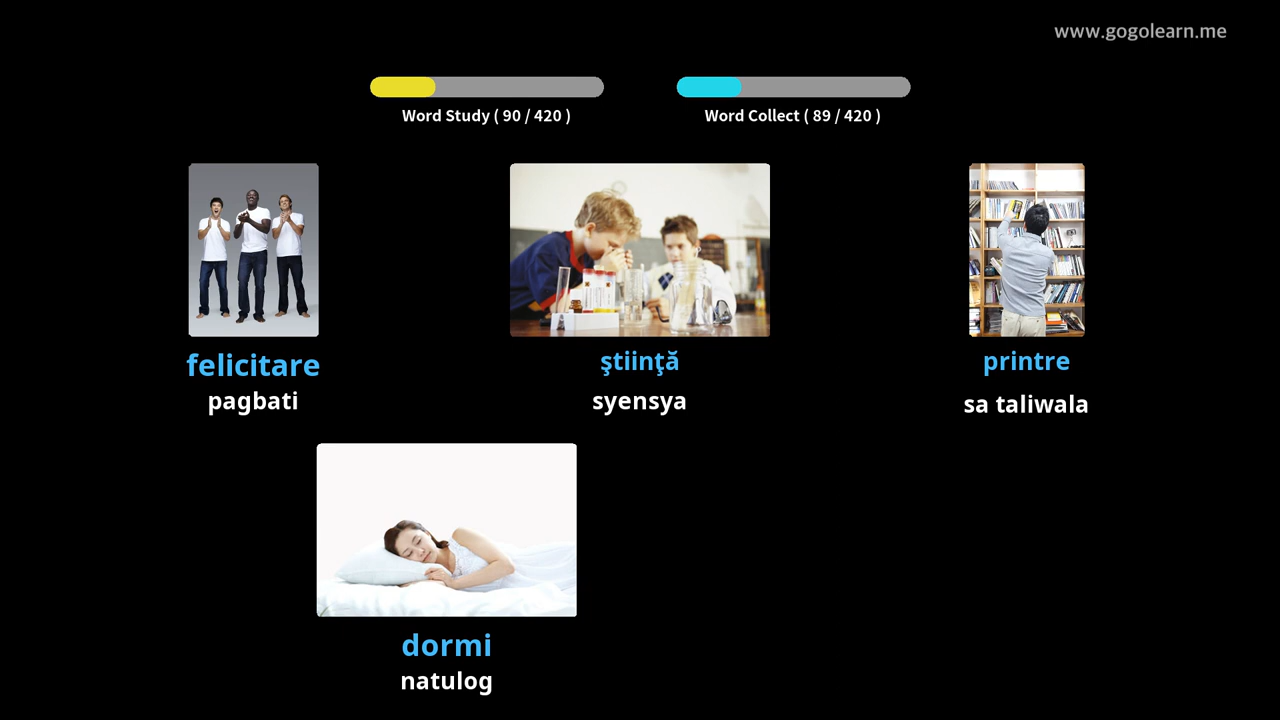 www.gogolearn.me
Word Study ( 90 / 420 )
Word Collect ( 89 / 420 )
felicitare
pagbati
ştiinţă
syensya
printre
sa taliwala
dormi
natulog